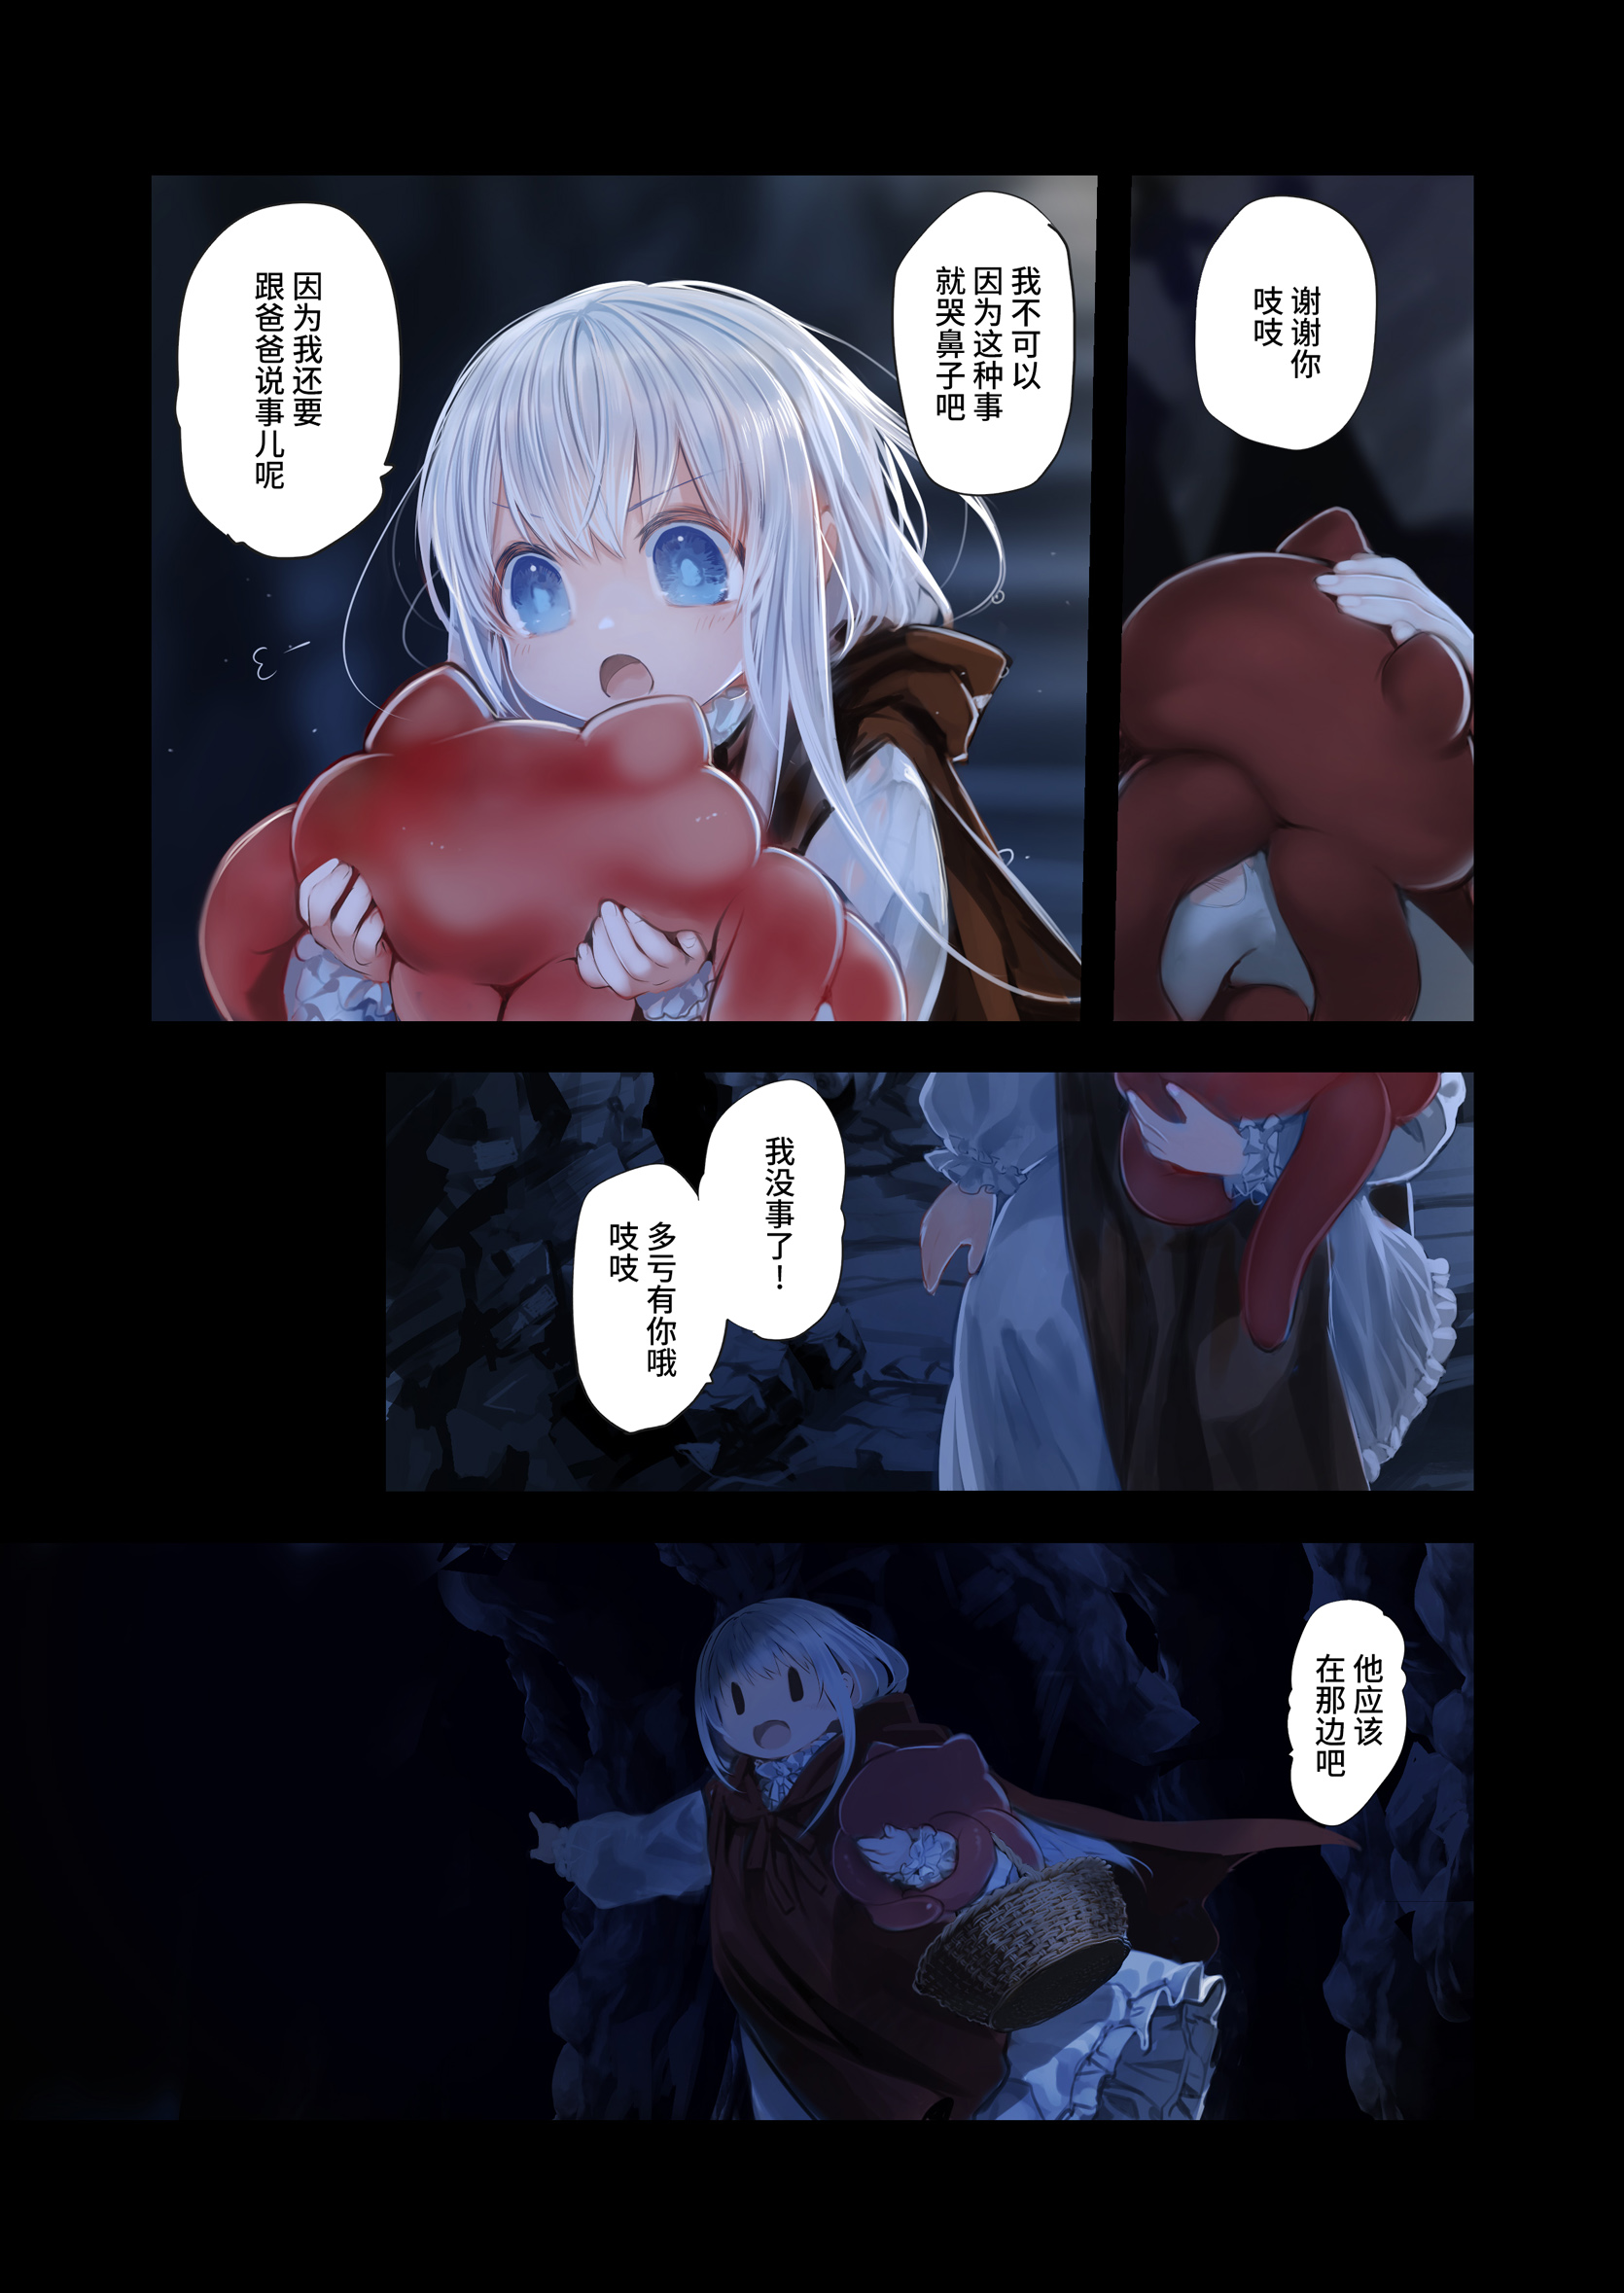 谢谢你
吱吱
我不可以
因为这种事
就哭鼻子吧
因为我还要
跟爸爸说事儿呢
我没事了！
多亏有你哦
吱吱
他应该
在那边吧